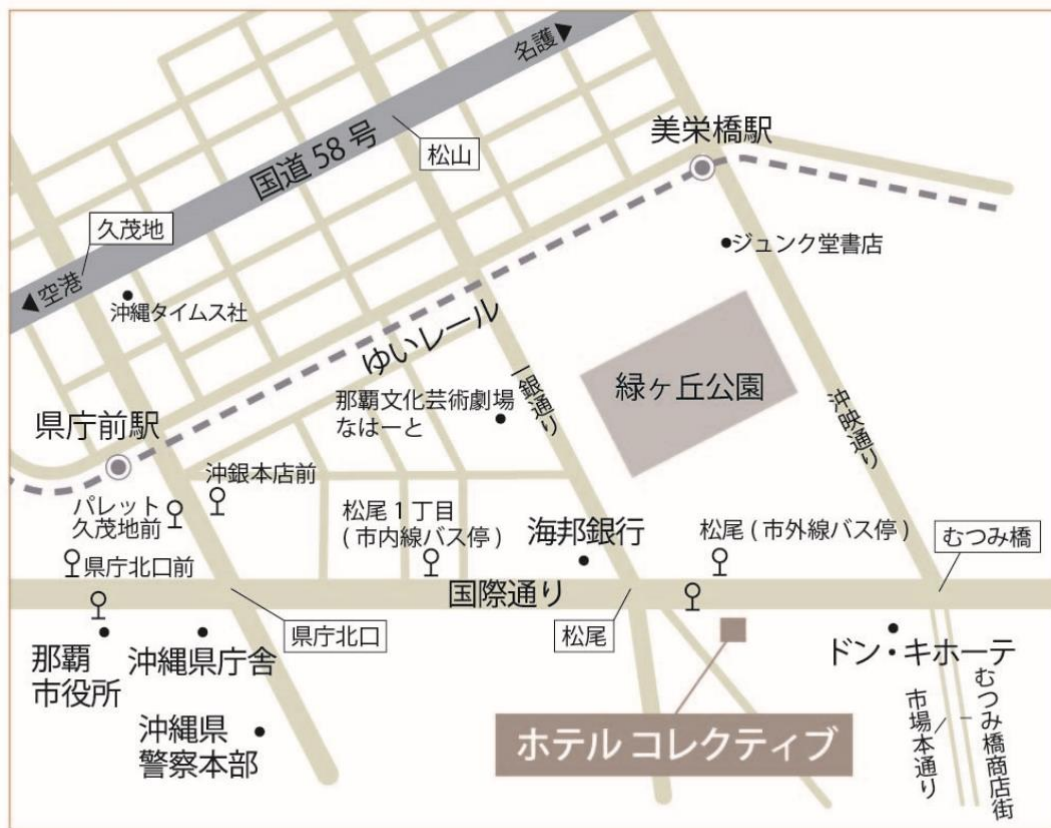 名護▶
美栄橋駅
国道 58 号
松山
久茂地
◀空港
ジュンク堂書店
沖縄タイムス社
ゆいレール
一銀通り
緑ヶ丘公園
沖映通り
那覇文化芸術劇場
なはーと
県庁前駅
沖銀本店前
パレット
久茂地前
松尾 1 丁目
( 市内線バス停 )
海邦銀行
松尾 ( 市外線バス停 )
むつみ橋
県庁北口前
国際通り
県庁北口
松尾
那覇
市役所
沖縄県庁舎
ドン・キホーテ
沖縄県
警察本部
ホテル コレクティブ
市場本通り
むつみ橋商店街